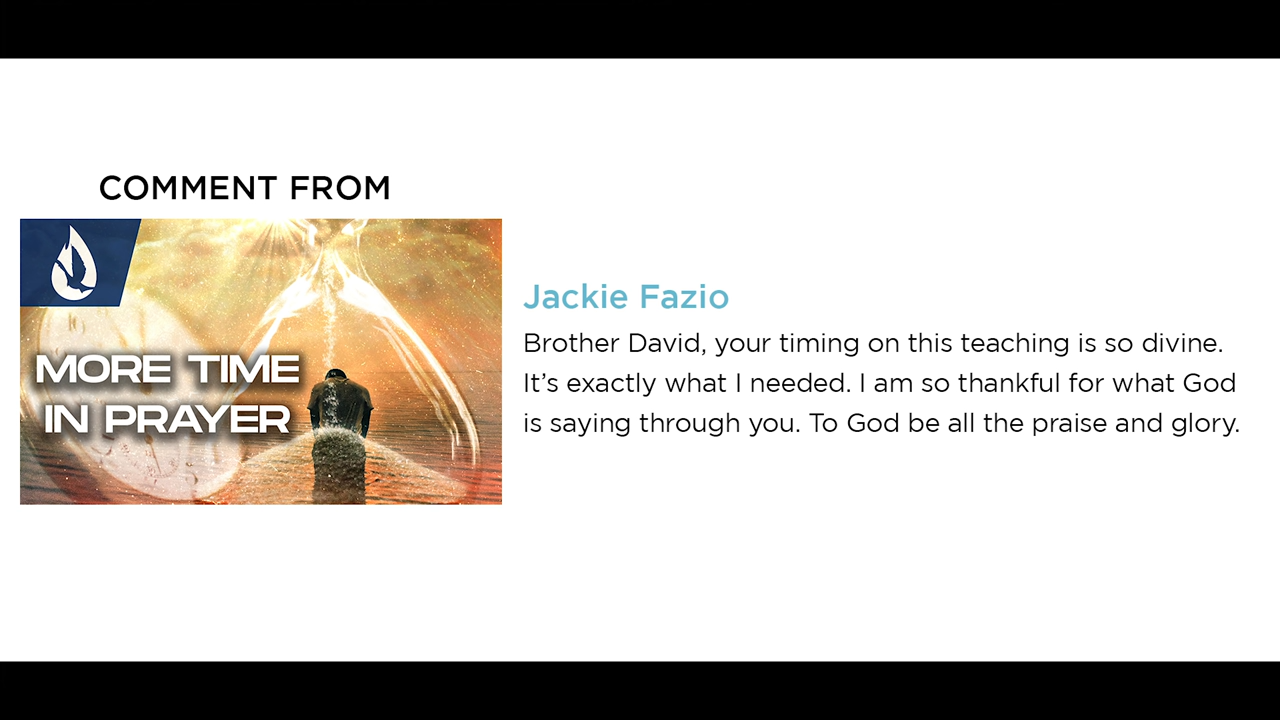 COMMENT FROM
MORE TIME
IN PRAYER
Jackie Fazio
Brother David, your timing on this teaching is so divine.
It’s exactly what I needed. I am so thankful for what God
is saying through you. To God be all the praise and glory.